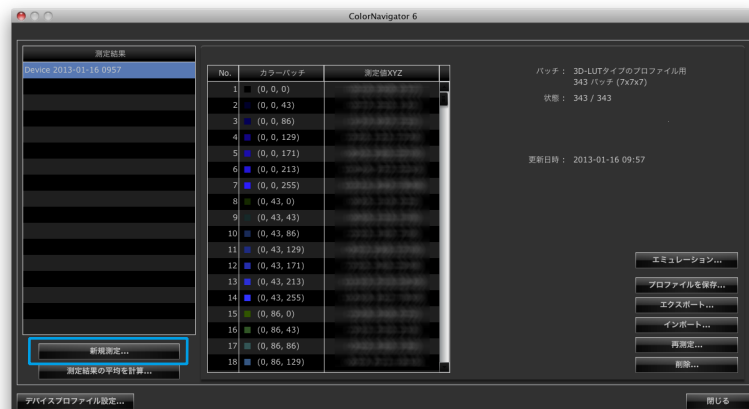 ColorNavigator 6
測定結果
Device 2013-01-16 0957
No. カラーパッチ 測定値XYZ
1 (0, 0, 0)
2 (0, 0, 43)
3 (0, 0, 86)
4 (0, 0, 129)
5 (0, 0, 171)
6 (0, 0, 213)
7 (0, 0, 255)
8 (0, 43, 0)
9 (0, 43, 43)
10 (0, 43, 86)
11 (0, 43, 129)
12 (0, 43, 171)
13 (0, 43, 213)
14 (0, 43, 255)
15 (0, 86, 0)
16 (0, 86, 43)
17 (0, 86, 86)
18 (0, 86, 129)
パッチ : 3D-LUTタイプのプロファイル用
343 パッチ (7x7x7)
状態 : 343 / 343
更新日時 : 2013-01-16 09:57
エミュレーション...
プロファイルを保存...
エクスポート...
インポート...
再測定...
削除...
新規測定...
測定結果の平均を計算...
デバイスプロファイル設定...
閉じる